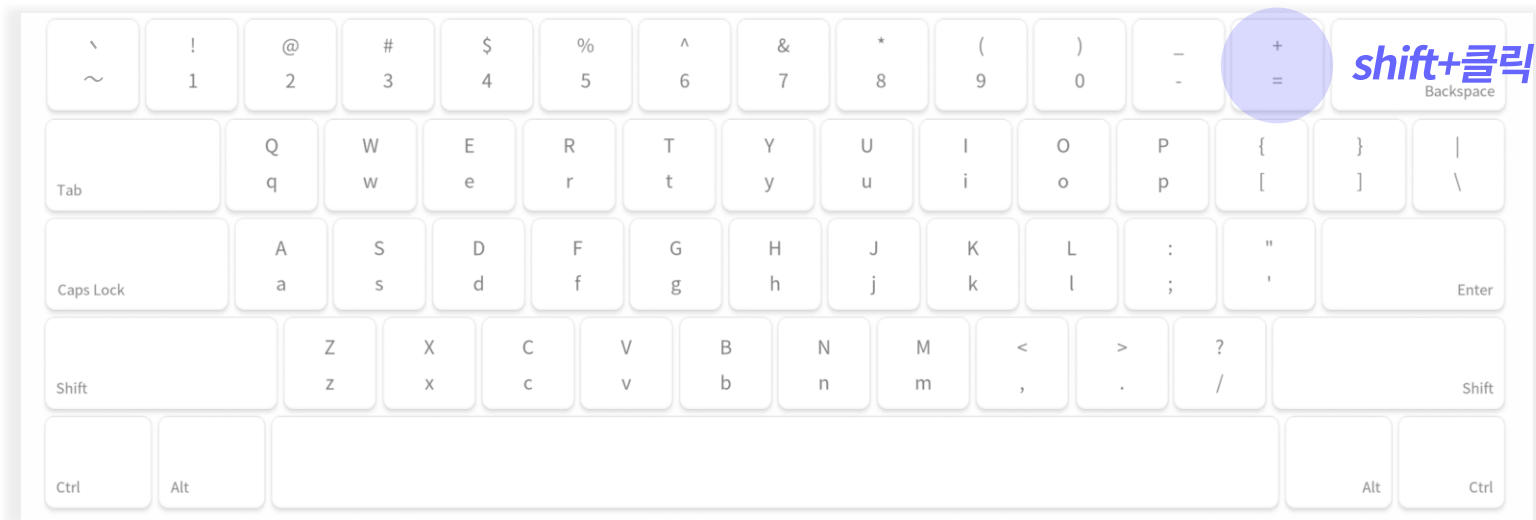 ` ! @ # $ % ^ & * ( ) _ +
~ 1 2 3 4 5 6 7 8 9 0 - = Backspace
shift+클릭
Q W E R T Y U I O P { } |
Tab q w e r t y u i o p [ ] \
A S D F G H J K L : "
Caps Lock a s d f g h j k l ; ' Enter
Z X C V B N M < > ?
Shift z x c v b n m , . / Shift
Ctrl Alt Alt Ctrl